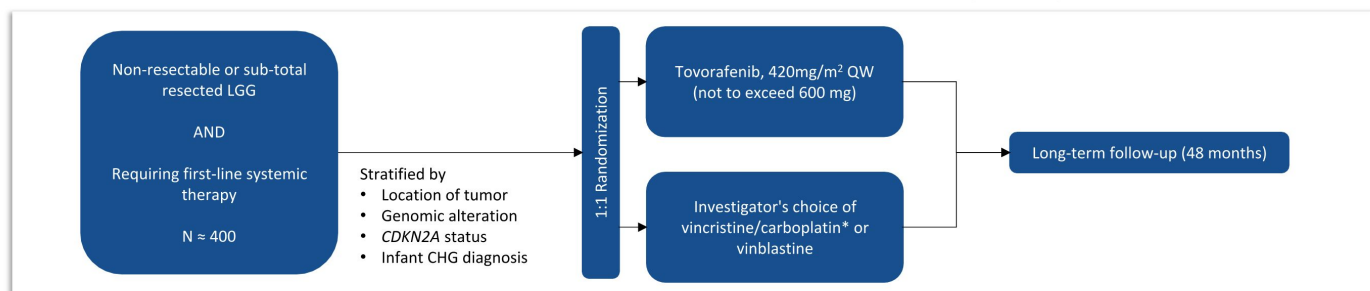 Non-resectable or sub-total
resected LGG
AND
Requiring first-line systemic
therapy
N ≈ 400
Stratified by
• Location of tumor
• Genomic alteration
• CDKN2A status
• Infant CHG diagnosis
1:1 Randomization
Tovorafenib, 420mg/m² QW
(not to exceed 600 mg)
Investigator's choice of
vincristine/carboplatin* or
vinblastine
Long-term follow-up (48 months)